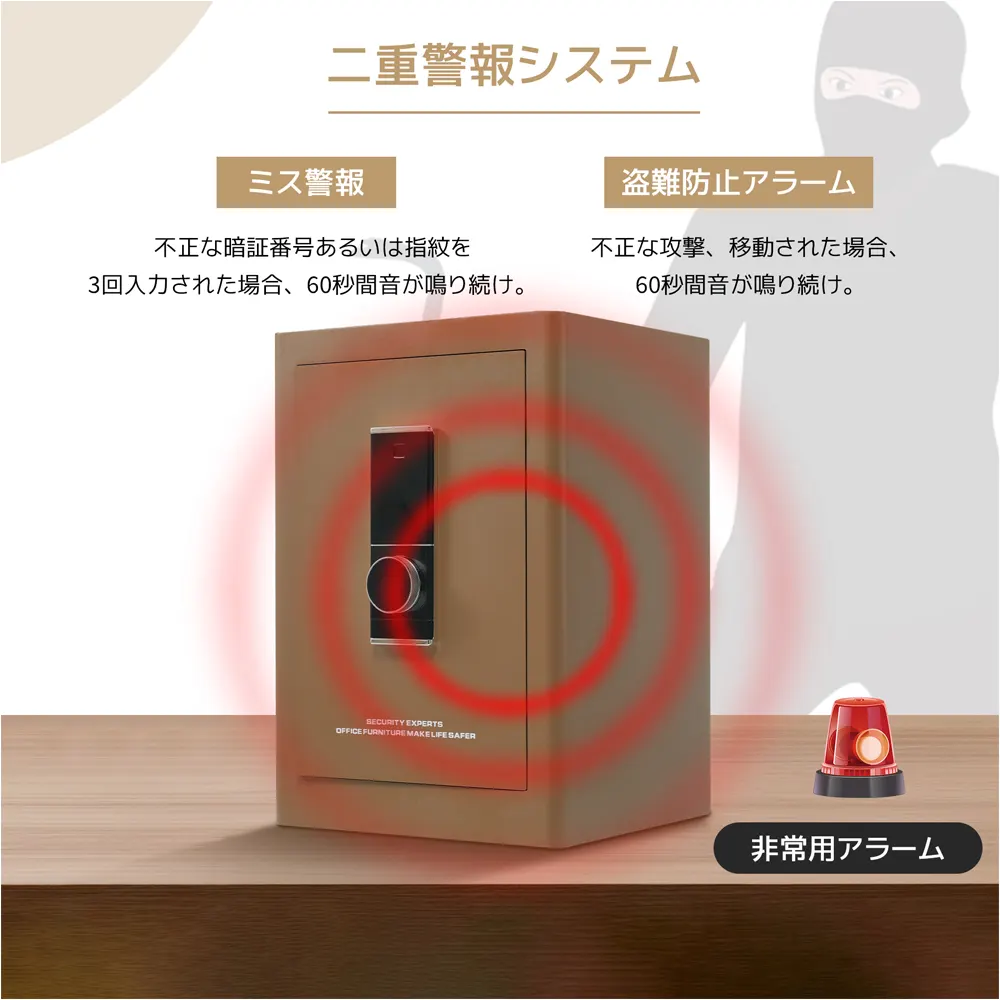 二重警報システム
ミス警報
不正な暗証番号あるいは指紋を
3回入力された場合、60秒間音が鳴り続け。
盗難防止アラーム
不正な攻撃、移動された場合、
60秒間音が鳴り続け。
SECURITY EXPERTS
OFFICE FURNITURE MAKE LIFE SAFER
非常用アラーム